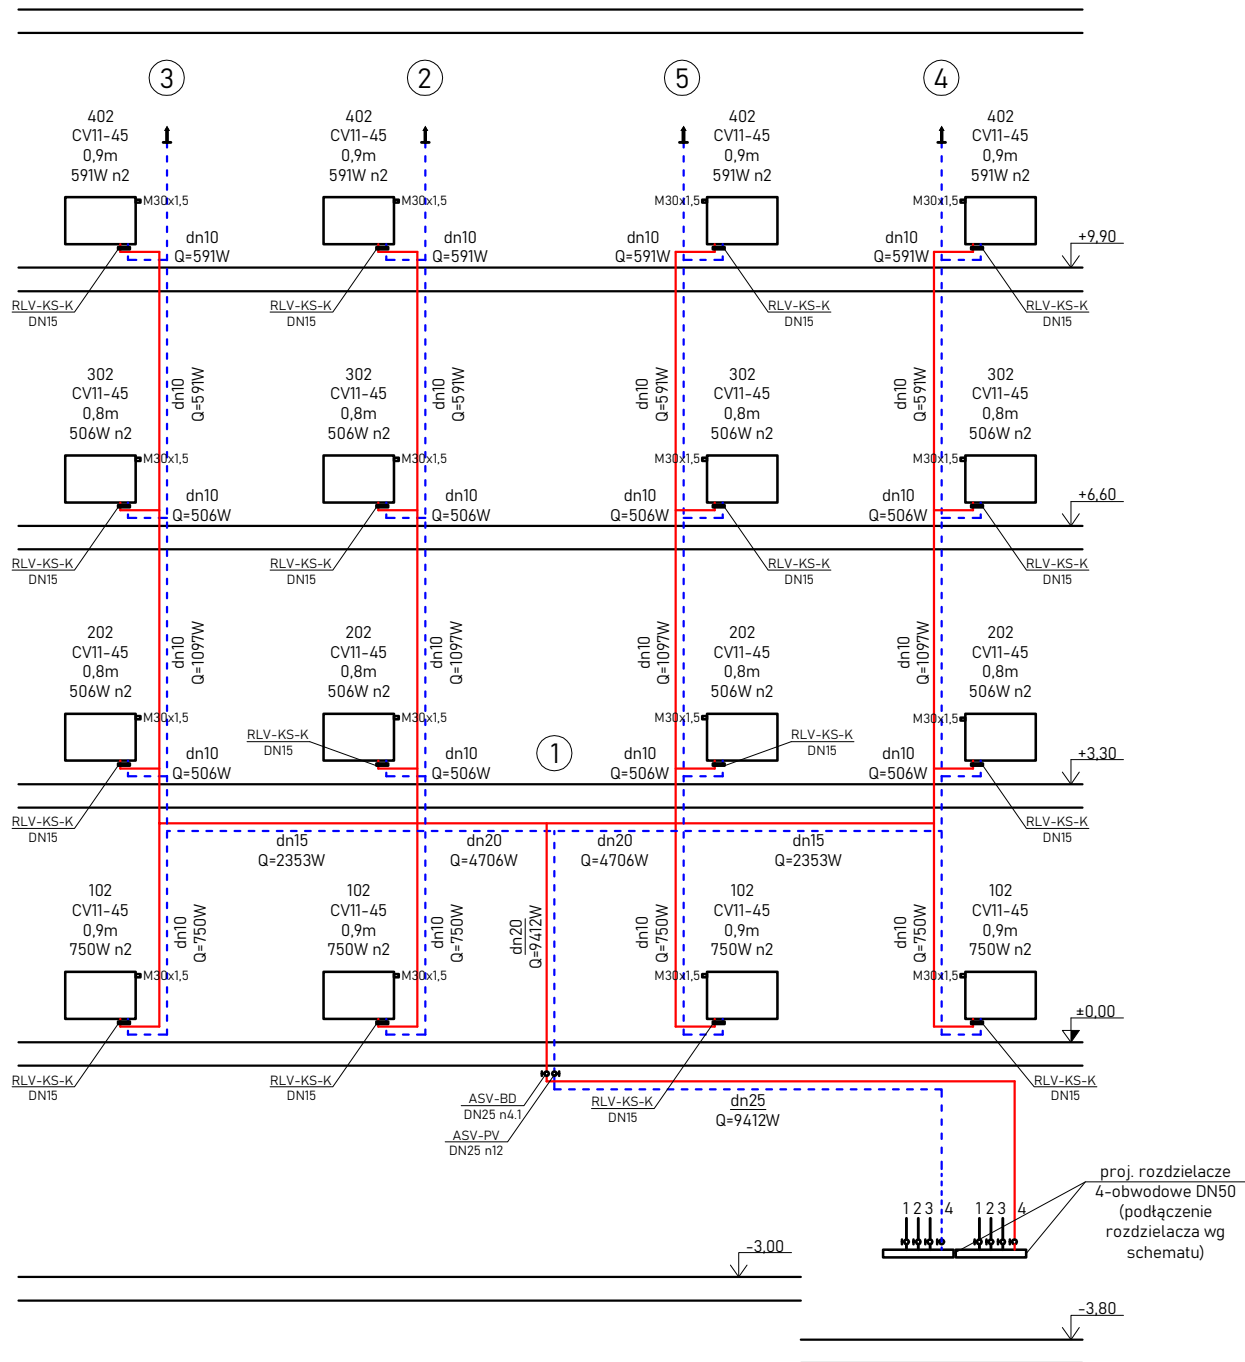 3
2
5
4
402
CV11-45
0,9m
591W n2
402
CV11-45
0,9m
591W n2
402
CV11-45
0,9m
591W n2
402
CV11-45
0,9m
591W n2
M30x1,5
M30x1,5
M30x1,5
M30x1,5
dn10
Q=591W
dn10
Q=591W
dn10
Q=591W
dn10
Q=591W
+9,90
RLV-KS-K
DN15
RLV-KS-K
DN15
RLV-KS-K
DN15
RLV-KS-K
DN15
dn10
Q=591W
dn10
Q=591W
dn10
Q=591W
dn10
Q=591W
302
CV11-45
0,8m
506W n2
302
CV11-45
0,8m
506W n2
302
CV11-45
0,8m
506W n2
302
CV11-45
0,8m
506W n2
M30x1,5
M30x1,5
M30x1,5
M30x1,5
dn10
Q=506W
dn10
Q=506W
dn10
Q=506W
dn10
Q=506W
+6,60
RLV-KS-K
DN15
RLV-KS-K
DN15
RLV-KS-K
DN15
RLV-KS-K
DN15
dn10
Q=1097W
dn10
Q=1097W
dn10
Q=1097W
dn10
Q=1097W
202
CV11-45
0,8m
506W n2
202
CV11-45
0,8m
506W n2
202
CV11-45
0,8m
506W n2
202
CV11-45
0,8m
506W n2
M30x1,5
M30x1,5
M30x1,5
M30x1,5
RLV-KS-K
DN15
1
RLV-KS-K
DN15
dn10
Q=506W
dn10
Q=506W
dn10
Q=506W
dn10
Q=506W
+3,30
RLV-KS-K
DN15
RLV-KS-K
DN15
dn15
Q=2353W
dn20
Q=4706W
dn20
Q=4706W
dn15
Q=2353W
102
CV11-45
0,9m
750W n2
102
CV11-45
0,9m
750W n2
102
CV11-45
0,9m
750W n2
102
CV11-45
0,9m
750W n2
dn10
Q=750W
dn10
Q=750W
dn20
Q=9412W
dn10
Q=750W
dn10
Q=750W
M30x1,5
M30x1,5
M30x1,5
M30x1,5
±0,00
RLV-KS-K
DN15
RLV-KS-K
DN15
ASV-BD
DN25 n4.1
ASV-PV
DN25 n12
RLV-KS-K
DN15
dn25
Q=9412W
RLV-KS-K
DN15
proj. rozdzielacze
4-obwodowe DN50
(podłączenie
rozdzielacza wg
schematu)
1 2 3 4
1 2 3 4
-3,00
-3,80